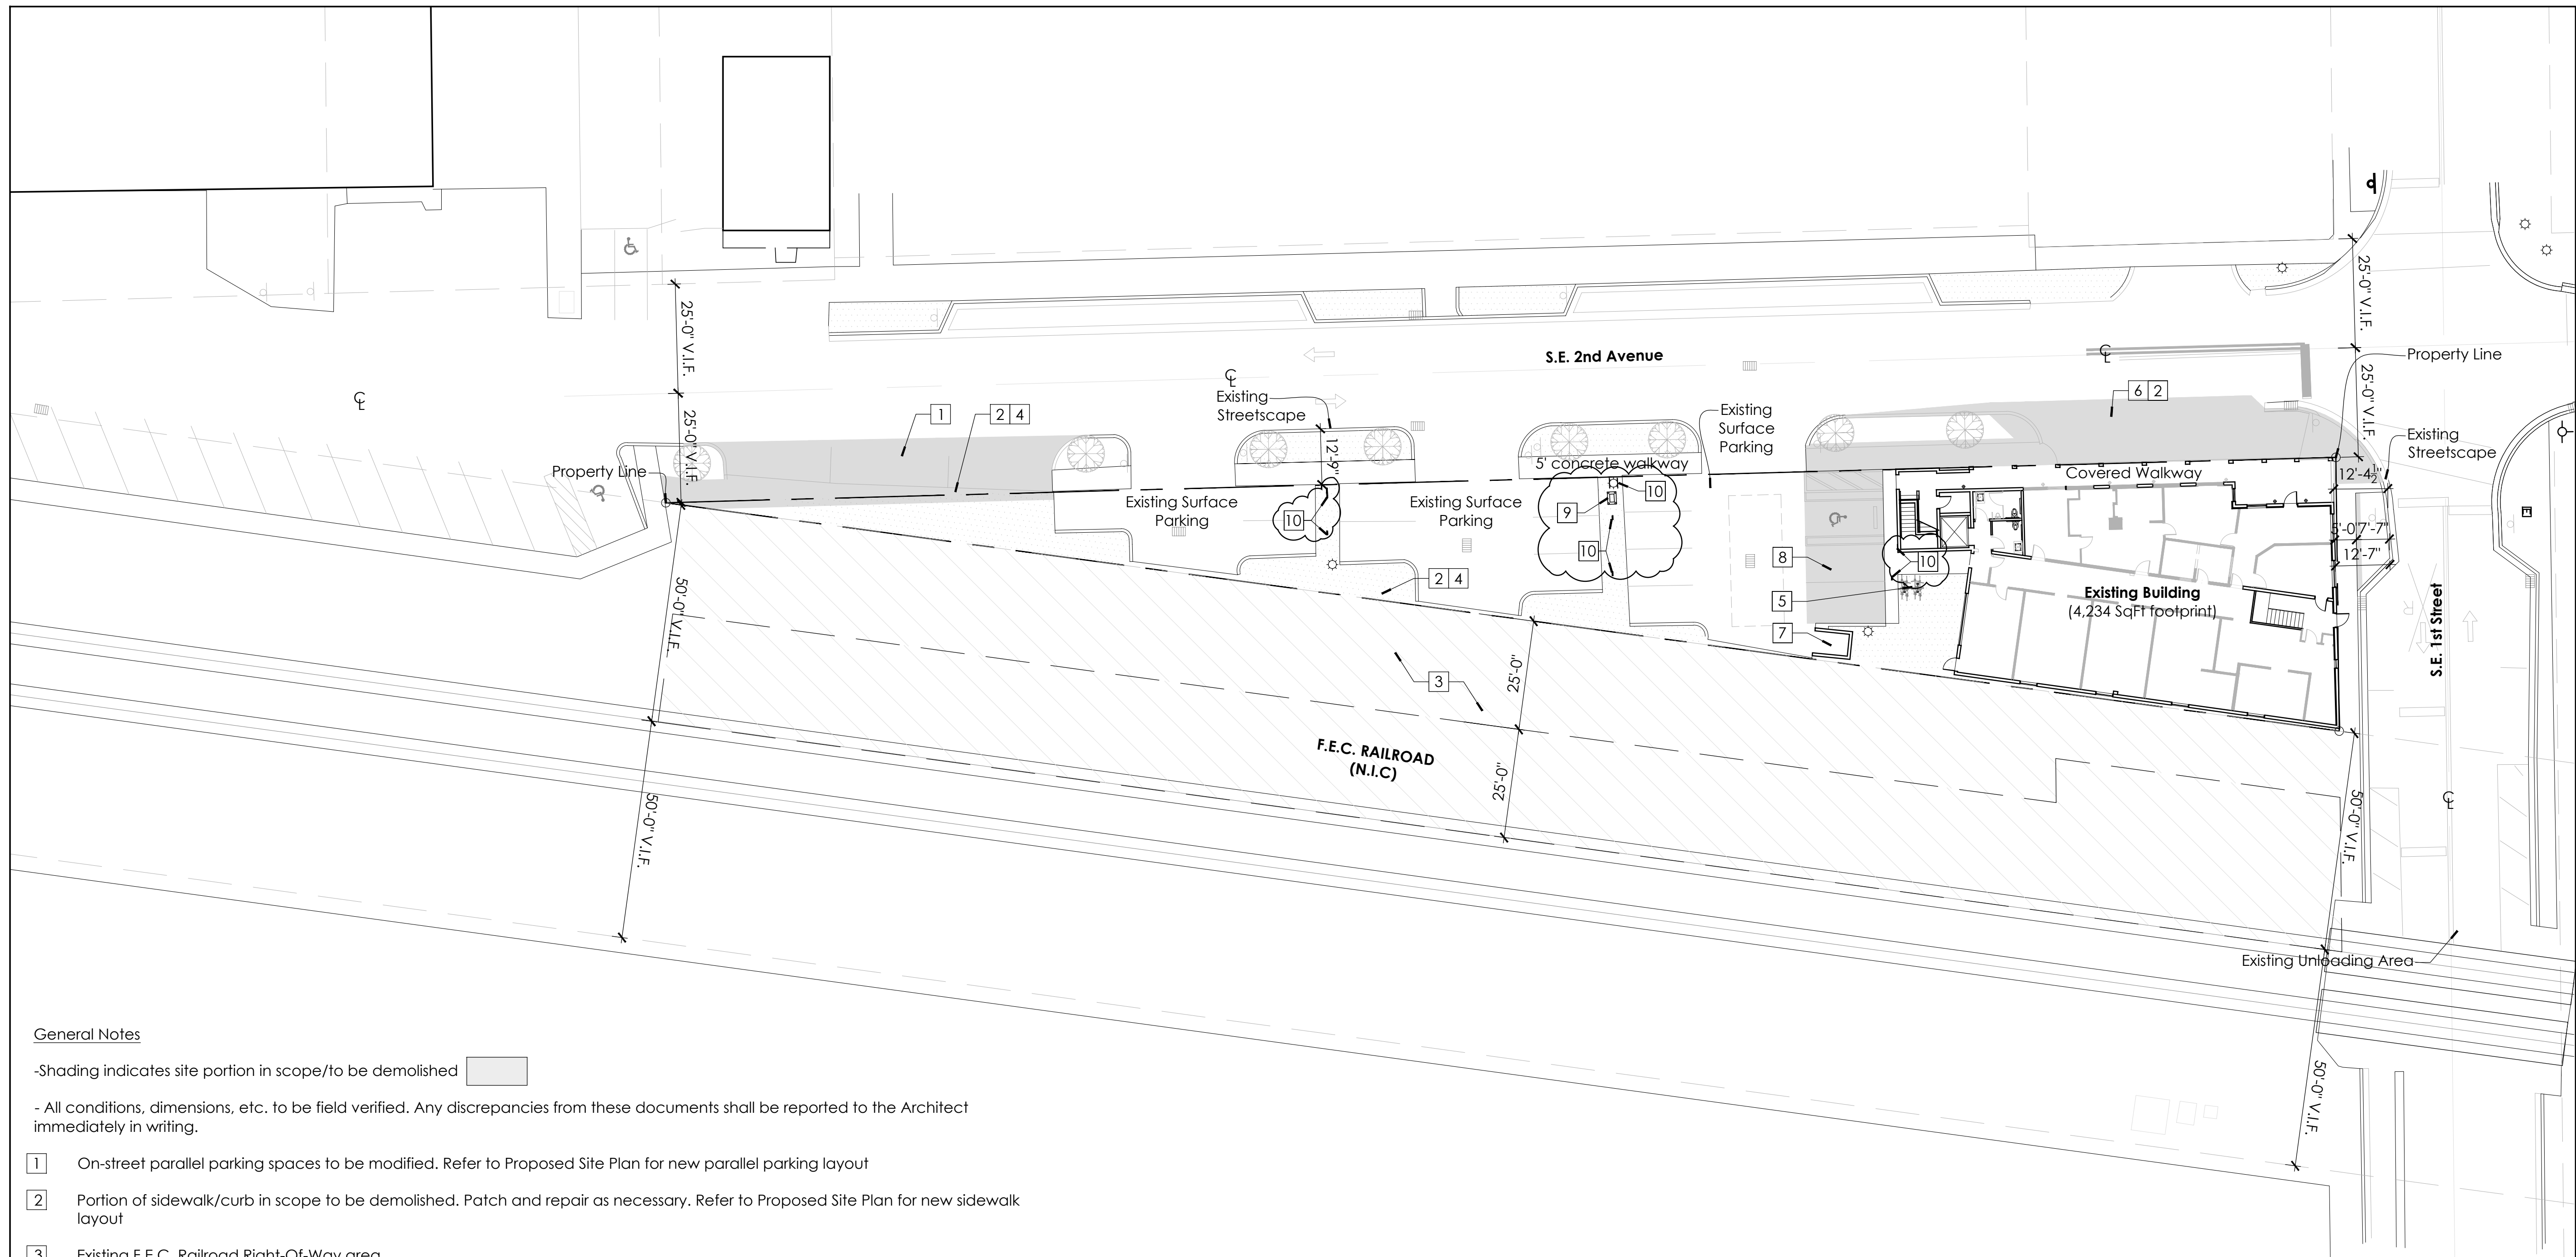 25'-0" V.I.F.
25'-0" V.I.F.
S.E. 2nd Avenue
Property Line
Existing
Streetscape
6 2
1
2 4
25'-0" V.I.F.
25'-0" V.I.F.
Existing
Surface
Parking
Existing
Streetscape
12'-9"
Property Line
5' concrete walkway
Covered Walkway
12'-4½"
Existing Surface
Parking
Existing Surface
Parking
10
9
10
10
8
10
5'-0"
7'-7"
12'-7"
2 4
5
7
Existing Building
(4,234 SqFt footprint)
S.E. 1st Street
R
50'-0" V.I.F.
25'-0"
3
F.E.C. RAILROAD
(N.I.C)
25'-0"
50'-0" V.I.F.
50'-0" V.I.F.
Existing Unloading Area
50'-0" V.I.F.
General Notes
-Shading indicates site portion in scope/to be demolished
- All conditions, dimensions, etc. to be field verified. Any discrepancies from these documents shall be reported to the Architect
immediately in writing.
1 On-street parallel parking spaces to be modified. Refer to Proposed Site Plan for new parallel parking layout
2 Portion of sidewalk/curb in scope to be demolished. Patch and repair as necessary. Refer to Proposed Site Plan for new sidewalk
layout
3 Existing F.E.C. Railroad Right-Of-Way area